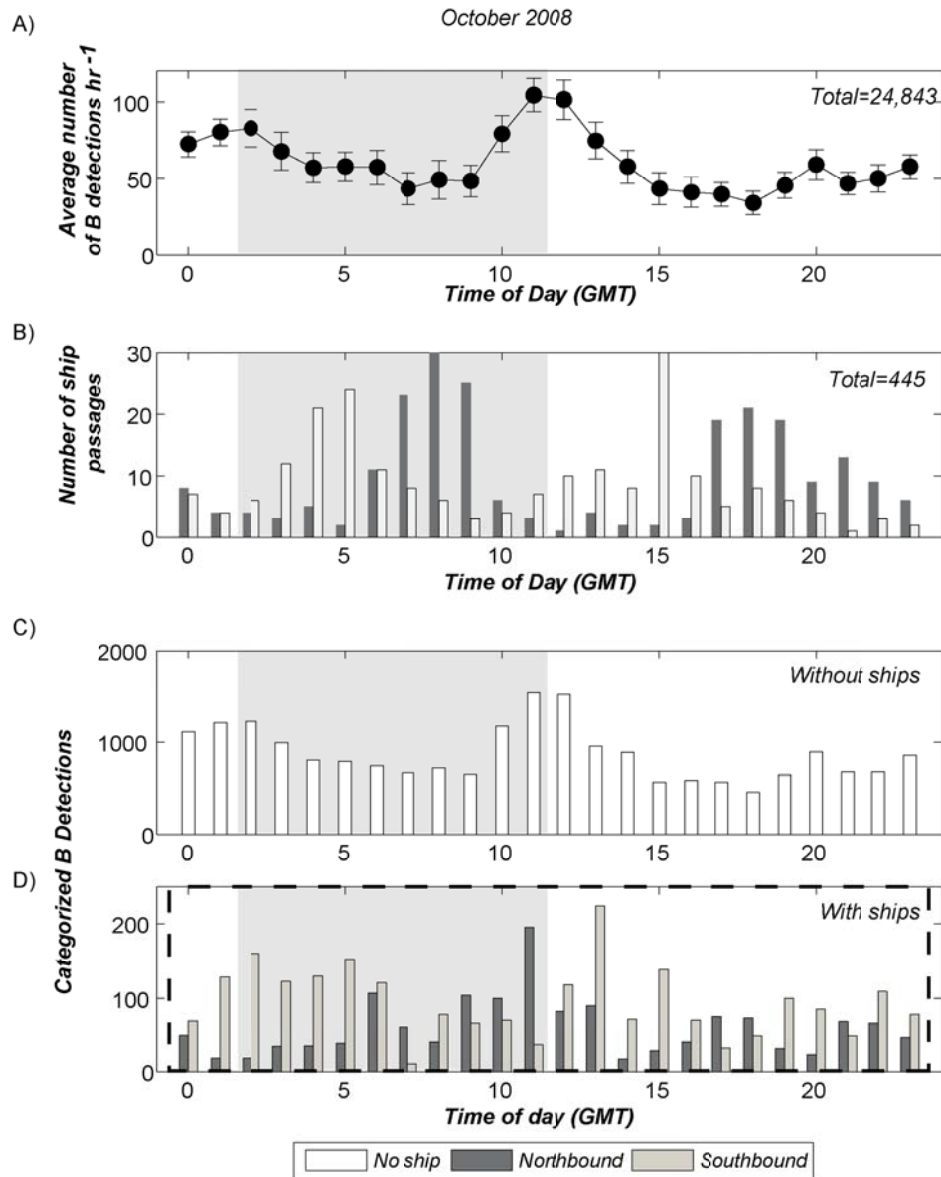 October 2008
A)
Average number
of B detections hr⁻¹
Total=24,843
100
50
0
0 5 10 15 20
Time of Day (GMT)
B)
Number of ship
passages
Total=445
30
20
10
0
0 5 10 15 20
Time of Day (GMT)
Categorized B Detections
C)
Without ships
2000
1000
0
0 5 10 15 20
D)
With ships
200
100
0
0 5 10 15 20
Time of day (GMT)
No ship Northbound Southbound